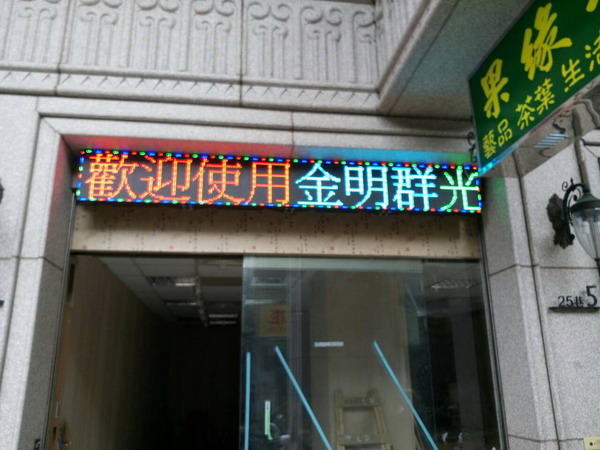 歡迎使用金明群光
果緣
藝品 茶葉 生活
25巷5